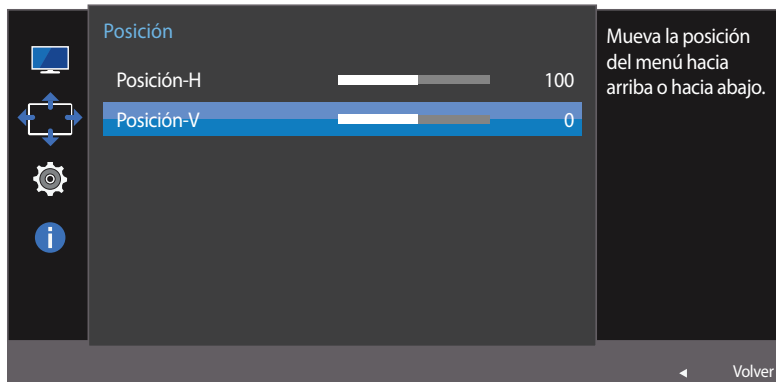 Posición
Posición-H 100
Posición-V 0
Mueva la posición
del menú hacia
arriba o hacia abajo.
Volver